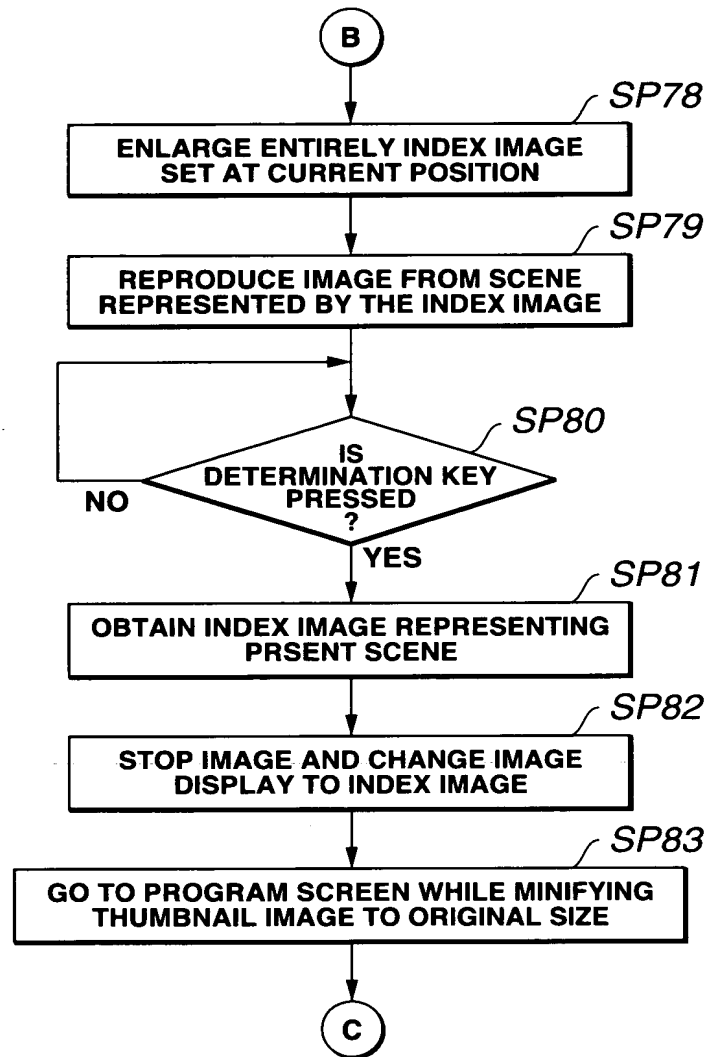 B
SP78
ENLARGE ENTIRELY INDEX IMAGE
SET AT CURRENT POSITION
SP79
REPRODUCE IMAGE FROM SCENE
REPRESENTED BY THE INDEX IMAGE
SP80
IS
DETERMINATION KEY
PRESSED
?
NO
YES
SP81
OBTAIN INDEX IMAGE REPRESENTING
PRSENT SCENE
SP82
STOP IMAGE AND CHANGE IMAGE
DISPLAY TO INDEX IMAGE
SP83
GO TO PROGRAM SCREEN WHILE MINIFYING
THUMBNAIL IMAGE TO ORIGINAL SIZE
C